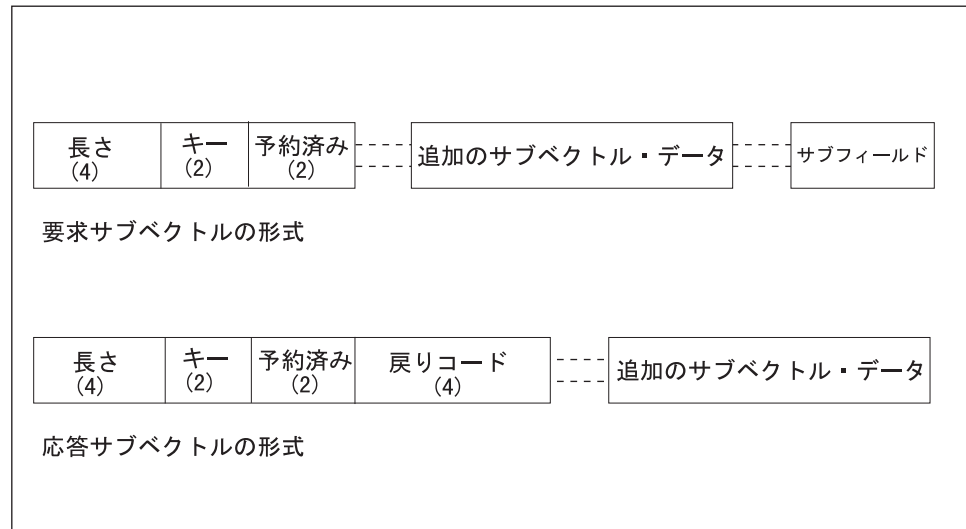 長さ
(4)
キー
(2)
予約済み
(2)
追加のサブベクトル・データ
サブフィールド
要求サブベクトルの形式
長さ
(4)
キー
(2)
予約済み
(2)
戻りコード
(4)
追加のサブベクトル・データ
応答サブベクトルの形式